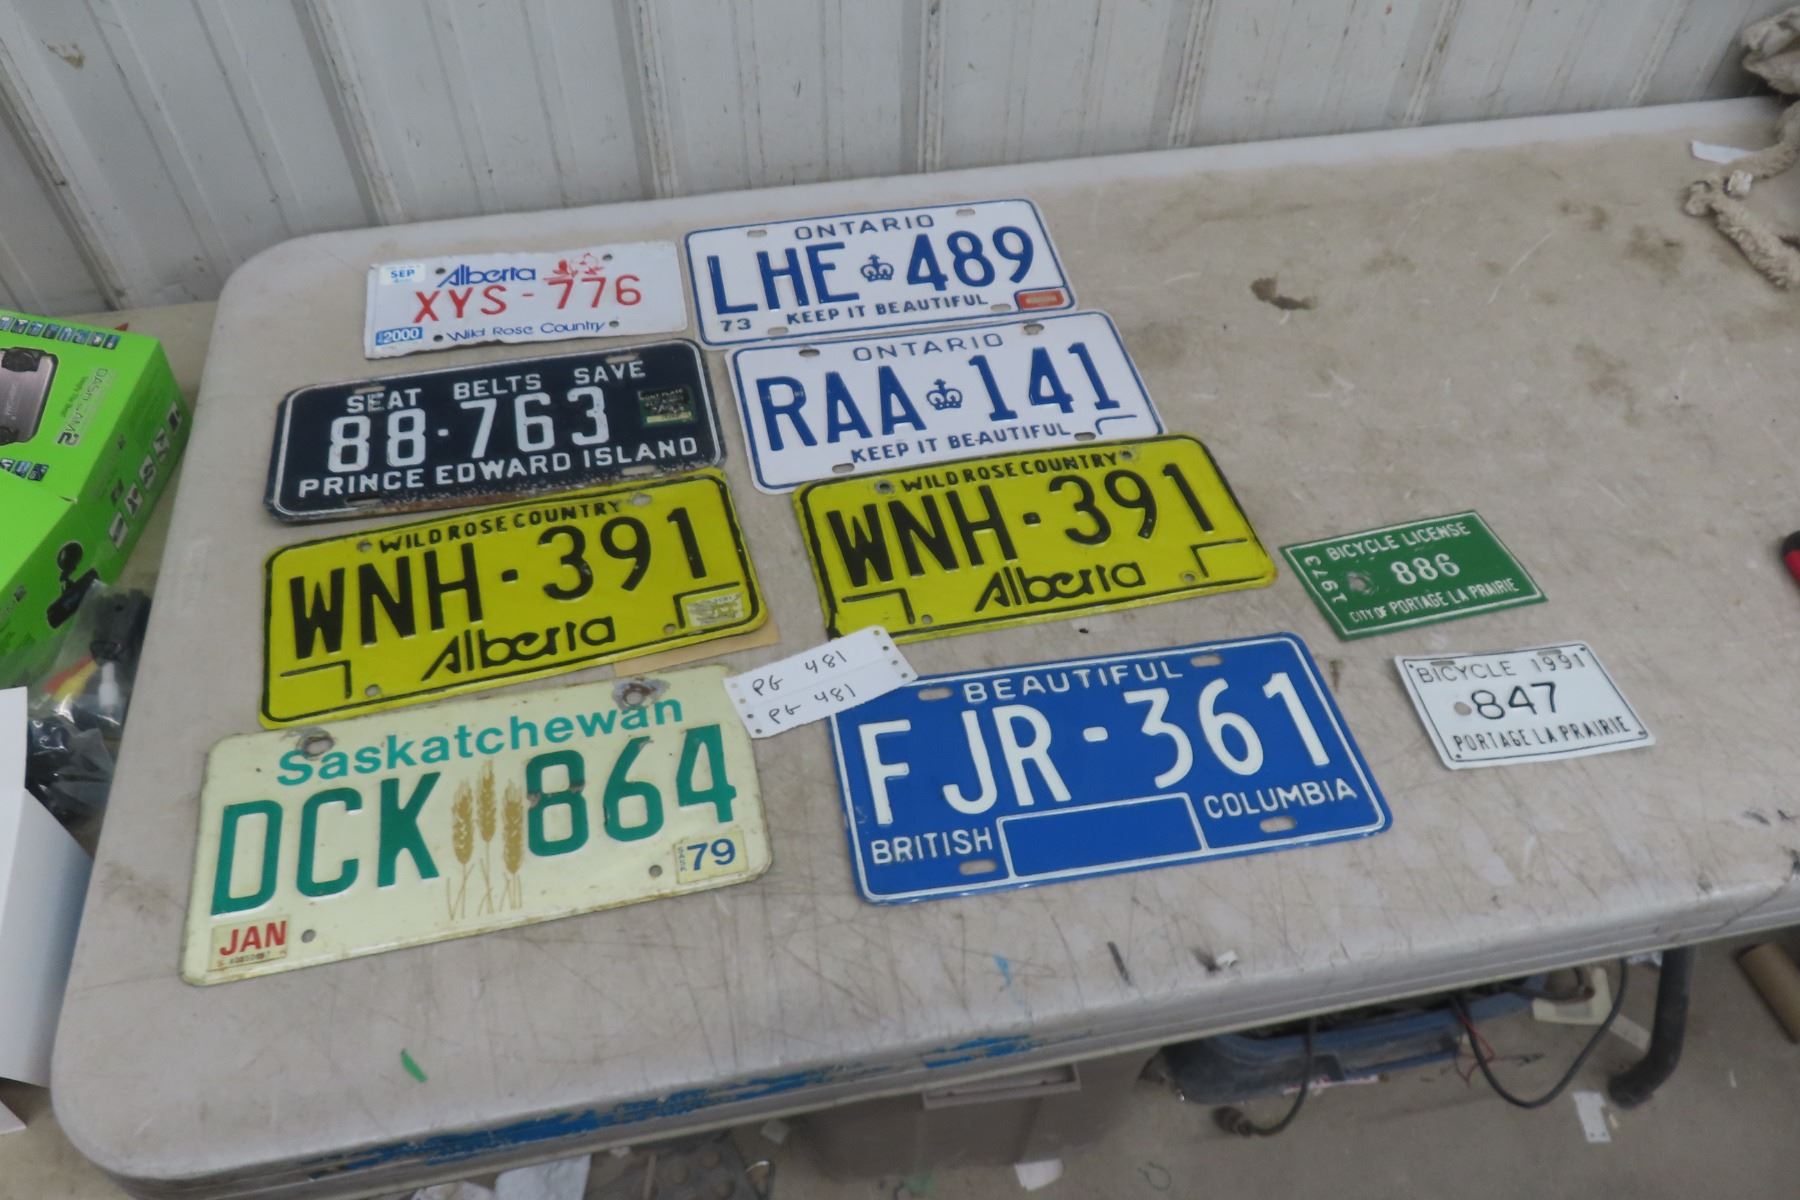 SEP
Alberta
XYS-776
2000
Wild Rose Country
ONTARIO
LHE 489
73 KEEP IT BEAUTIFUL
SEAT BELTS SAVE
88·763
PRINCE EDWARD ISLAND
ONTARIO
RAA 141
KEEP IT BEAUTIFUL
WILD ROSE COUNTRY
WNH·391
Alberta
WILD ROSE COUNTRY
WNH·391
Alberta
1973
BICYCLE LICENSE
886
CITY OF PORTAGE LA PRAIRIE
BICYCLE 1991
847
PORTAGE LA PRAIRIE
PG 481
PG 481
Saskatchewan
DCK 864
79
JAN
BEAUTIFUL
FJR-361
BRITISH COLUMBIA